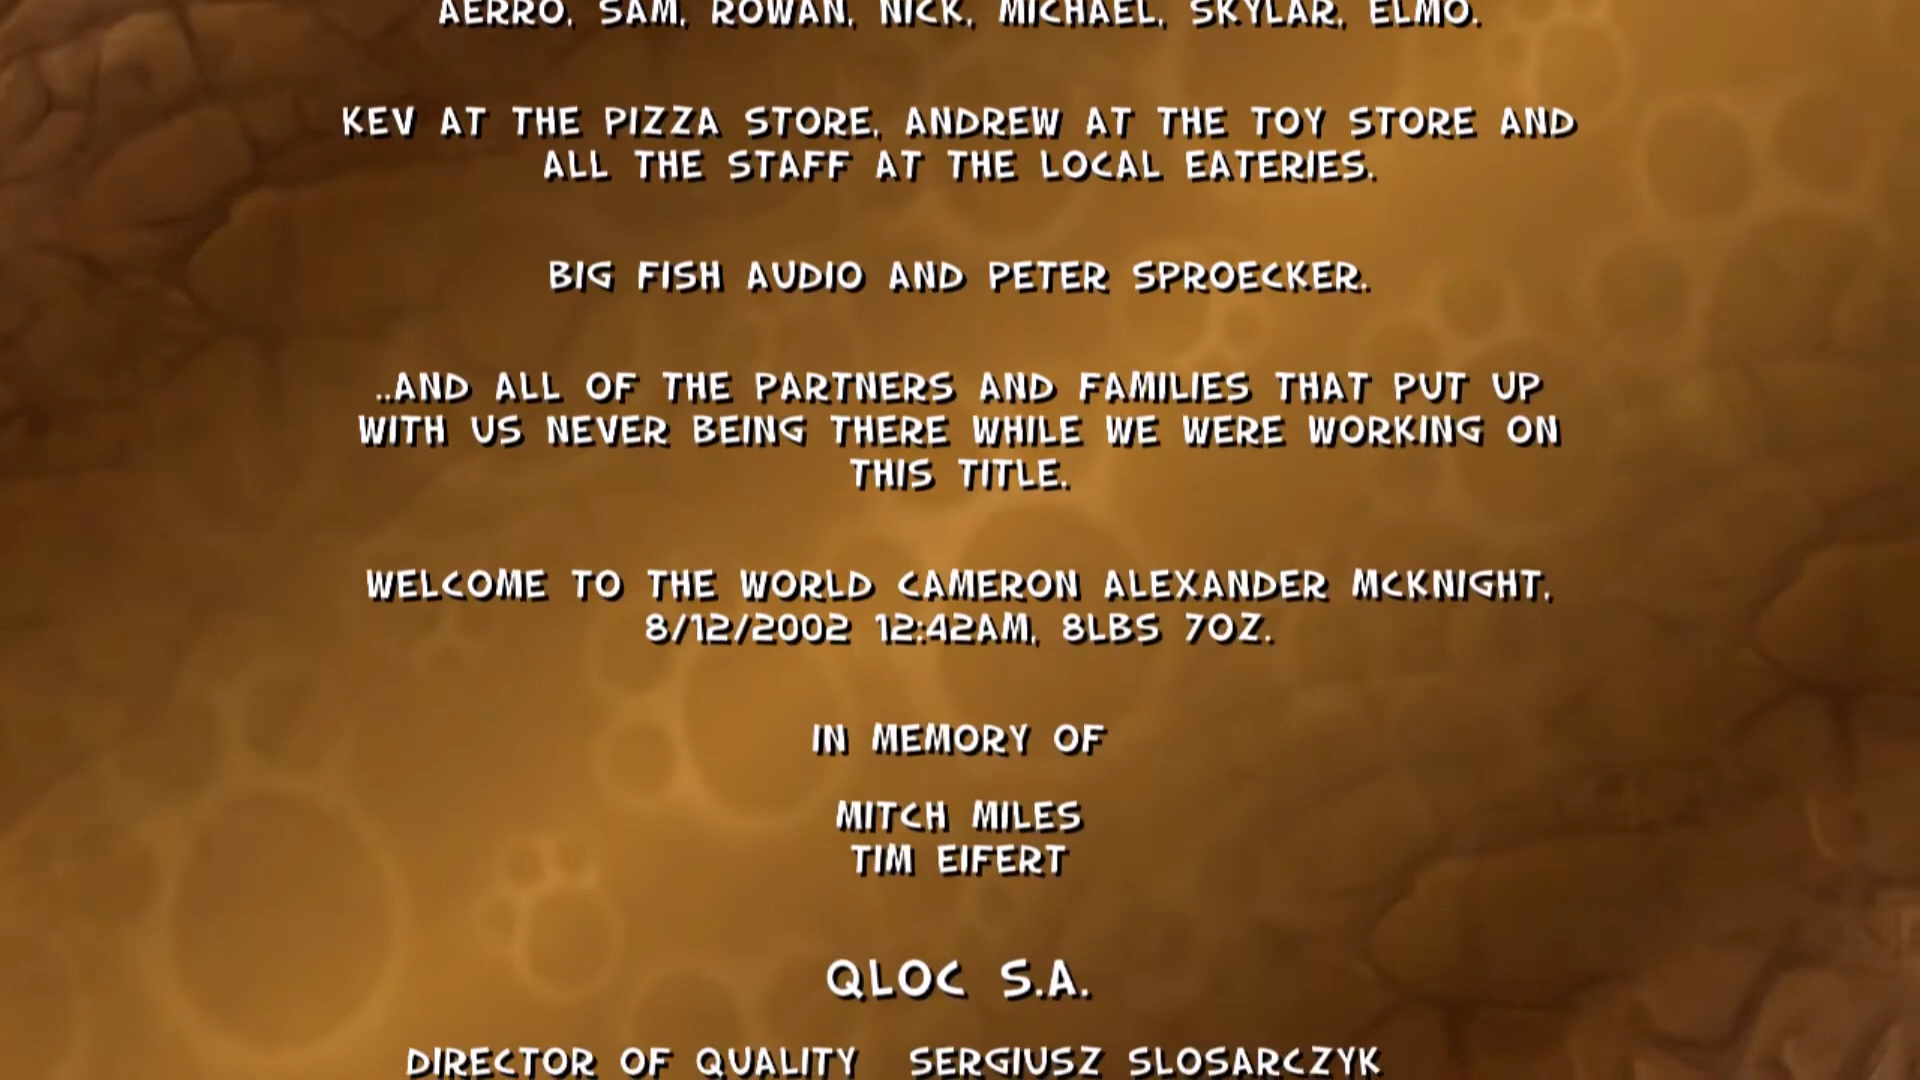 AERRO, SAM, ROWAN, NICK, MICHAEL, SKYLAR, ELMO.
KEV AT THE PIZZA STORE, ANDREW AT THE TOY STORE AND
ALL THE STAFF AT THE LOCAL EATERIES.
BIG FISH AUDIO AND PETER SPROECKER.
..AND ALL OF THE PARTNERS AND FAMILIES THAT PUT UP
WITH US NEVER BEING THERE WHILE WE WERE WORKING ON
THIS TITLE.
WELCOME TO THE WORLD CAMERON ALEXANDER MCKNIGHT,
8/12/2002 12:42AM, 8LBS 7OZ.
IN MEMORY OF
MITCH MILES
TIM EIFERT
QLOC S.A.
DIRECTOR OF QUALITY SERGIUSZ SLOSARCZYK